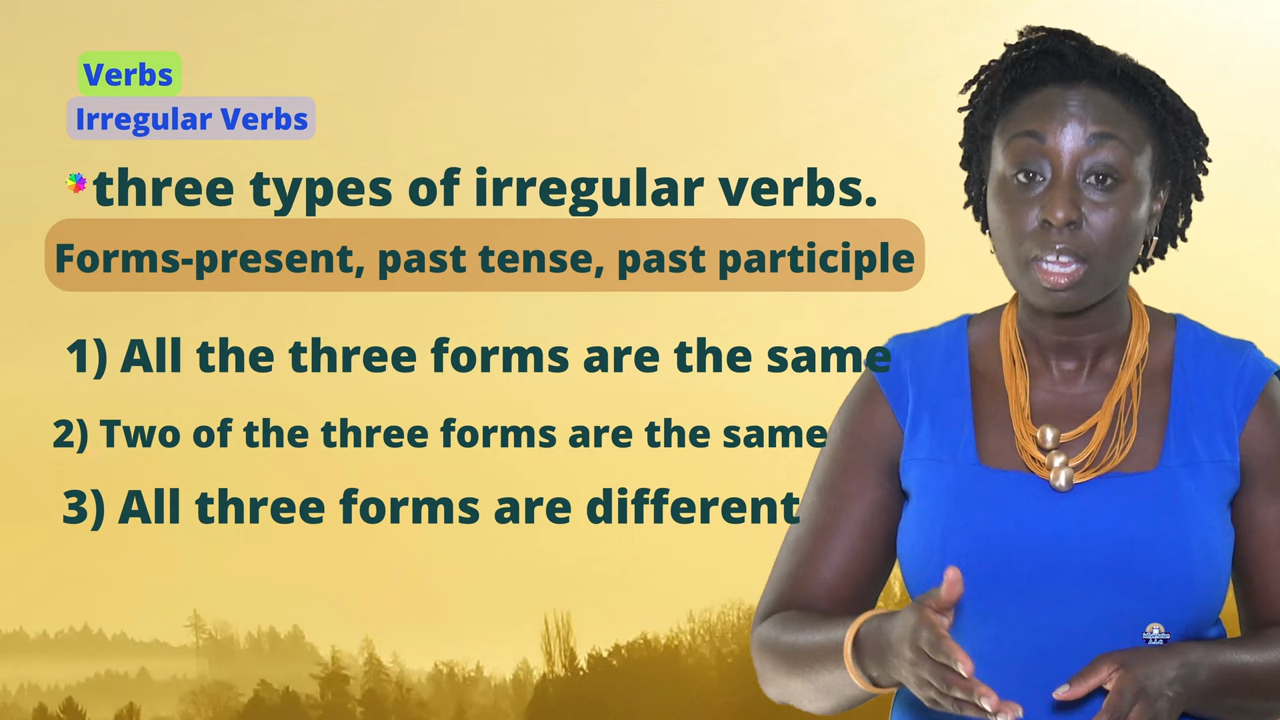 Verbs
Irregular Verbs
three types of irregular verbs.
Forms-present, past tense, past participle
1) All the three forms are the same
2) Two of the three forms are the same
3) All three forms are different